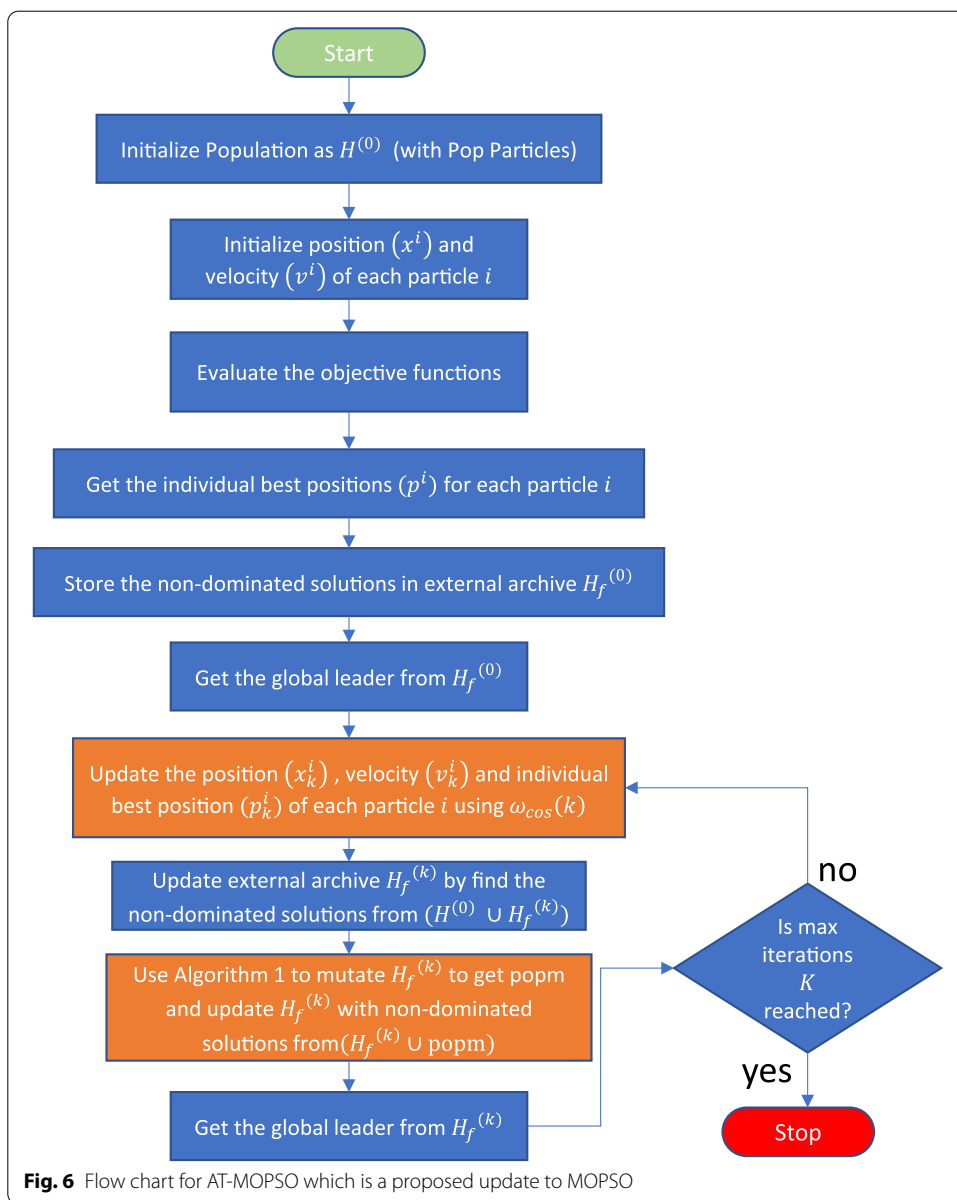 Start
Initialize Population as H^(0) (with Pop Particles)
Initialize position (x^i) and
velocity (v^i) of each particle i
Evaluate the objective functions
Get the individual best positions (p^i) for each particle i
Store the non-dominated solutions in external archive H_f^(0)
Get the global leader from H_f^(0)
Update the position (x_k^i) , velocity (v_k^i) and individual
best position (p_k^i) of each particle i using ω_cos(k)
Update external archive H_f^(k) by find the
non-dominated solutions from (H^(0) ∪ H_f^(k))
Use Algorithm 1 to mutate H_f^(k) to get popm
and update H_f^(k) with non-dominated
solutions from(H_f^(k) ∪ popm)
Get the global leader from H_f^(k)
no
Is max
iterations
K
reached?
yes
Stop
Fig. 6 Flow chart for AT-MOPSO which is a proposed update to MOPSO